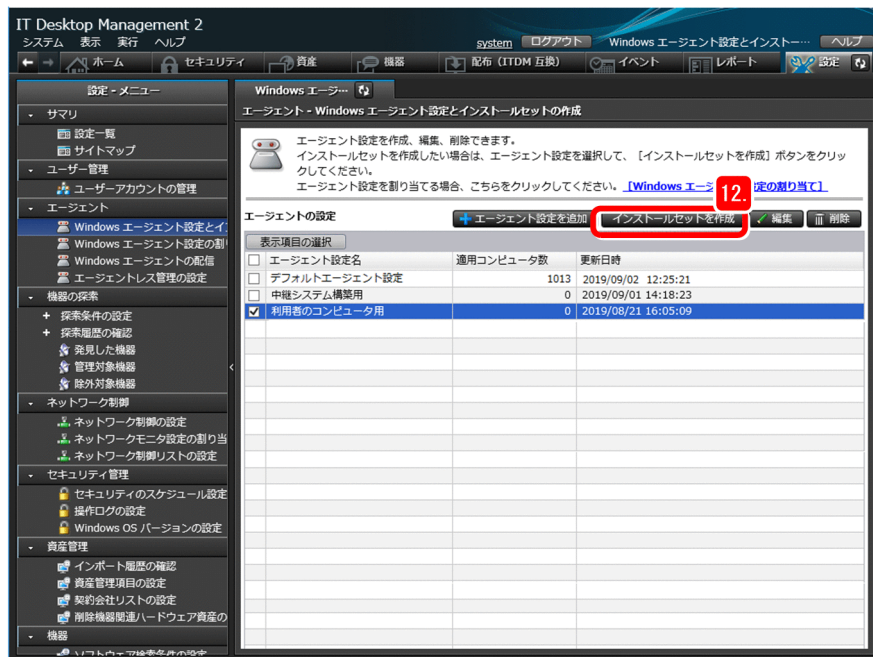 IT Desktop Management 2
システム 表示 実行 ヘルプ
system ログアウト Windows エージェント設定とインストー… ヘルプ
ホーム セキュリティ 資産 機器 配布 (ITDM 互換) イベント レポート 設定
設定 - メニュー
サマリ
設定一覧
サイトマップ
ユーザー管理
ユーザーアカウントの管理
エージェント
Windows エージェント設定とイ
Windows エージェント設定の割
Windows エージェントの配信
エージェントレス管理の設定
機器の探索
探索条件の設定
探索履歴の確認
発見した機器
管理対象機器
除外対象機器
ネットワーク制御
ネットワーク制御の設定
ネットワークモニタ設定の割り当
ネットワーク制御リストの設定
セキュリティ管理
セキュリティのスケジュール設定
操作ログの設定
Windows OS バージョンの設定
資産管理
インポート履歴の確認
資産管理項目の設定
契約会社リストの設定
削除機器関連ハードウェア資産の
機器
ソフトウェア検索条件の設定
Windows エージ…
エージェント - Windows エージェント設定とインストールセットの作成
エージェント設定を作成、編集、削除できます。
インストールセットを作成したい場合は、エージェント設定を選択して、[インストールセットを作成] ボタンをクリッ
クしてください。
エージェント設定を割り当てる場合、こちらをクリックしてください。 [Windows エージ 定の割り当て]
12.
エージェントの設定
エージェント設定を追加 インストールセットを作成 編集 削除
表示項目の選択
エージェント設定名 適用コンピュータ数 更新日時
デフォルトエージェント設定 1013 2019/09/02 12:25:21
中継システム構築用 0 2019/09/01 14:18:23
利用者のコンピュータ用 0 2019/08/21 16:05:09